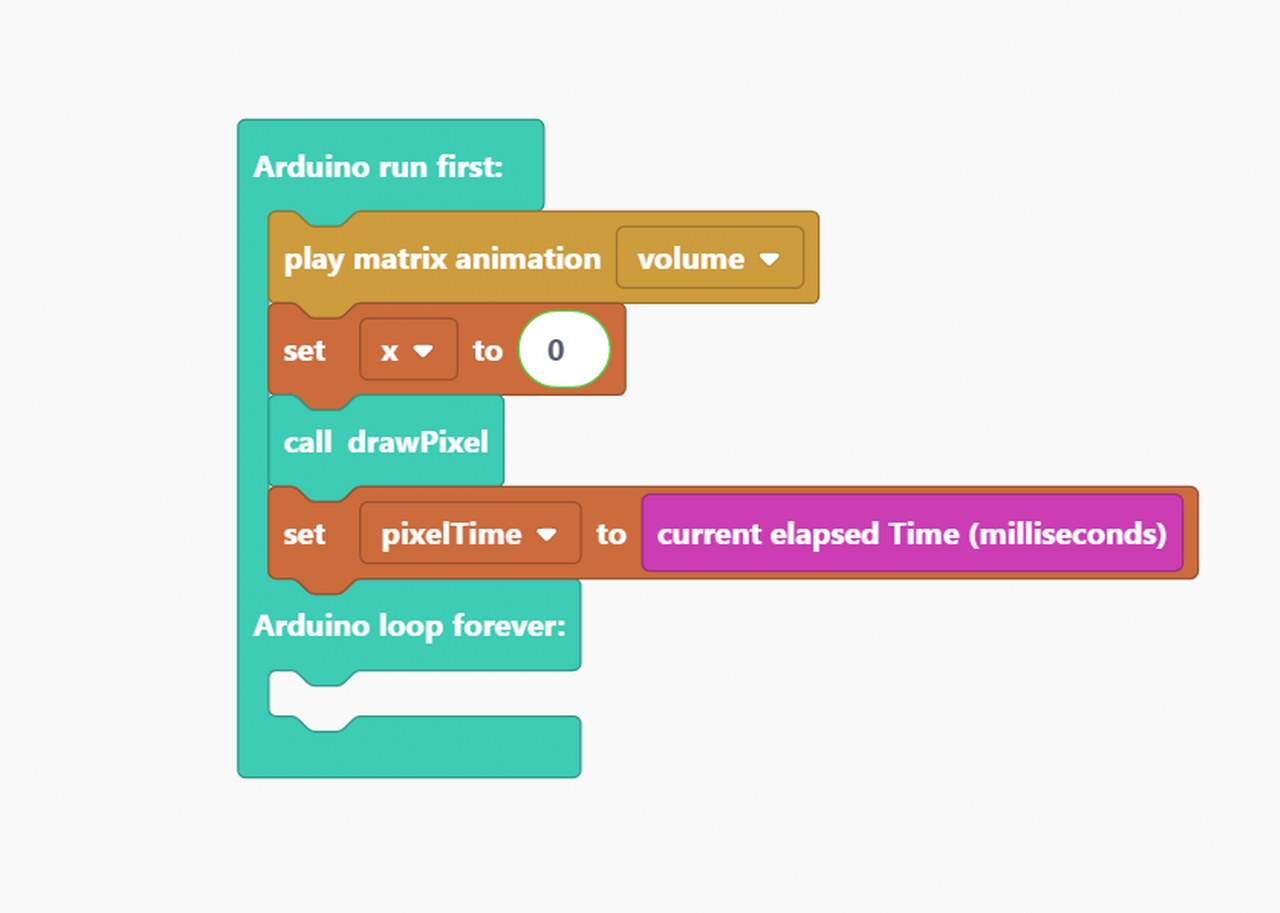 Arduino run first:
play matrix animation volume
set x to 0
call drawPixel
set pixelTime to current elapsed Time (milliseconds)
Arduino loop forever: